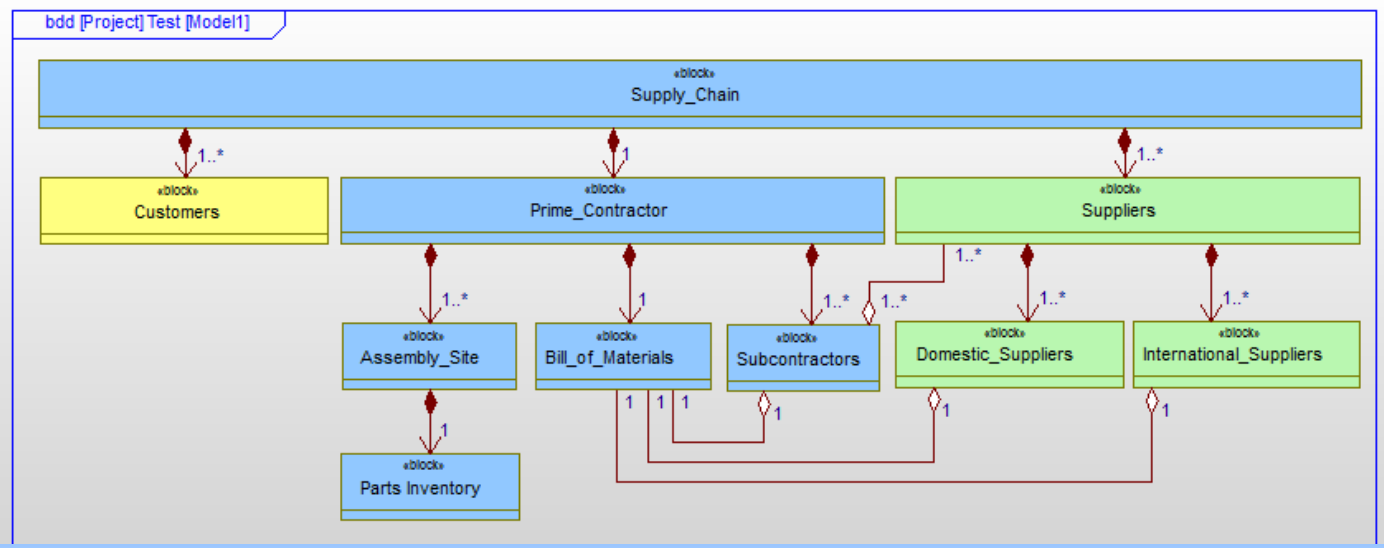 bdd [Project] Test [Model1]
«block»
Supply_Chain
1..*
1
1..*
«block»
Customers
«block»
Prime_Contractor
«block»
Suppliers
1..*
1..*
1
1..*
1..*
1..*
1..*
«block»
Assembly_Site
«block»
Bill_of_Materials
«block»
Subcontractors
«block»
Domestic_Suppliers
«block»
International_Suppliers
1
1
1
1
1
1
1
«block»
Parts Inventory